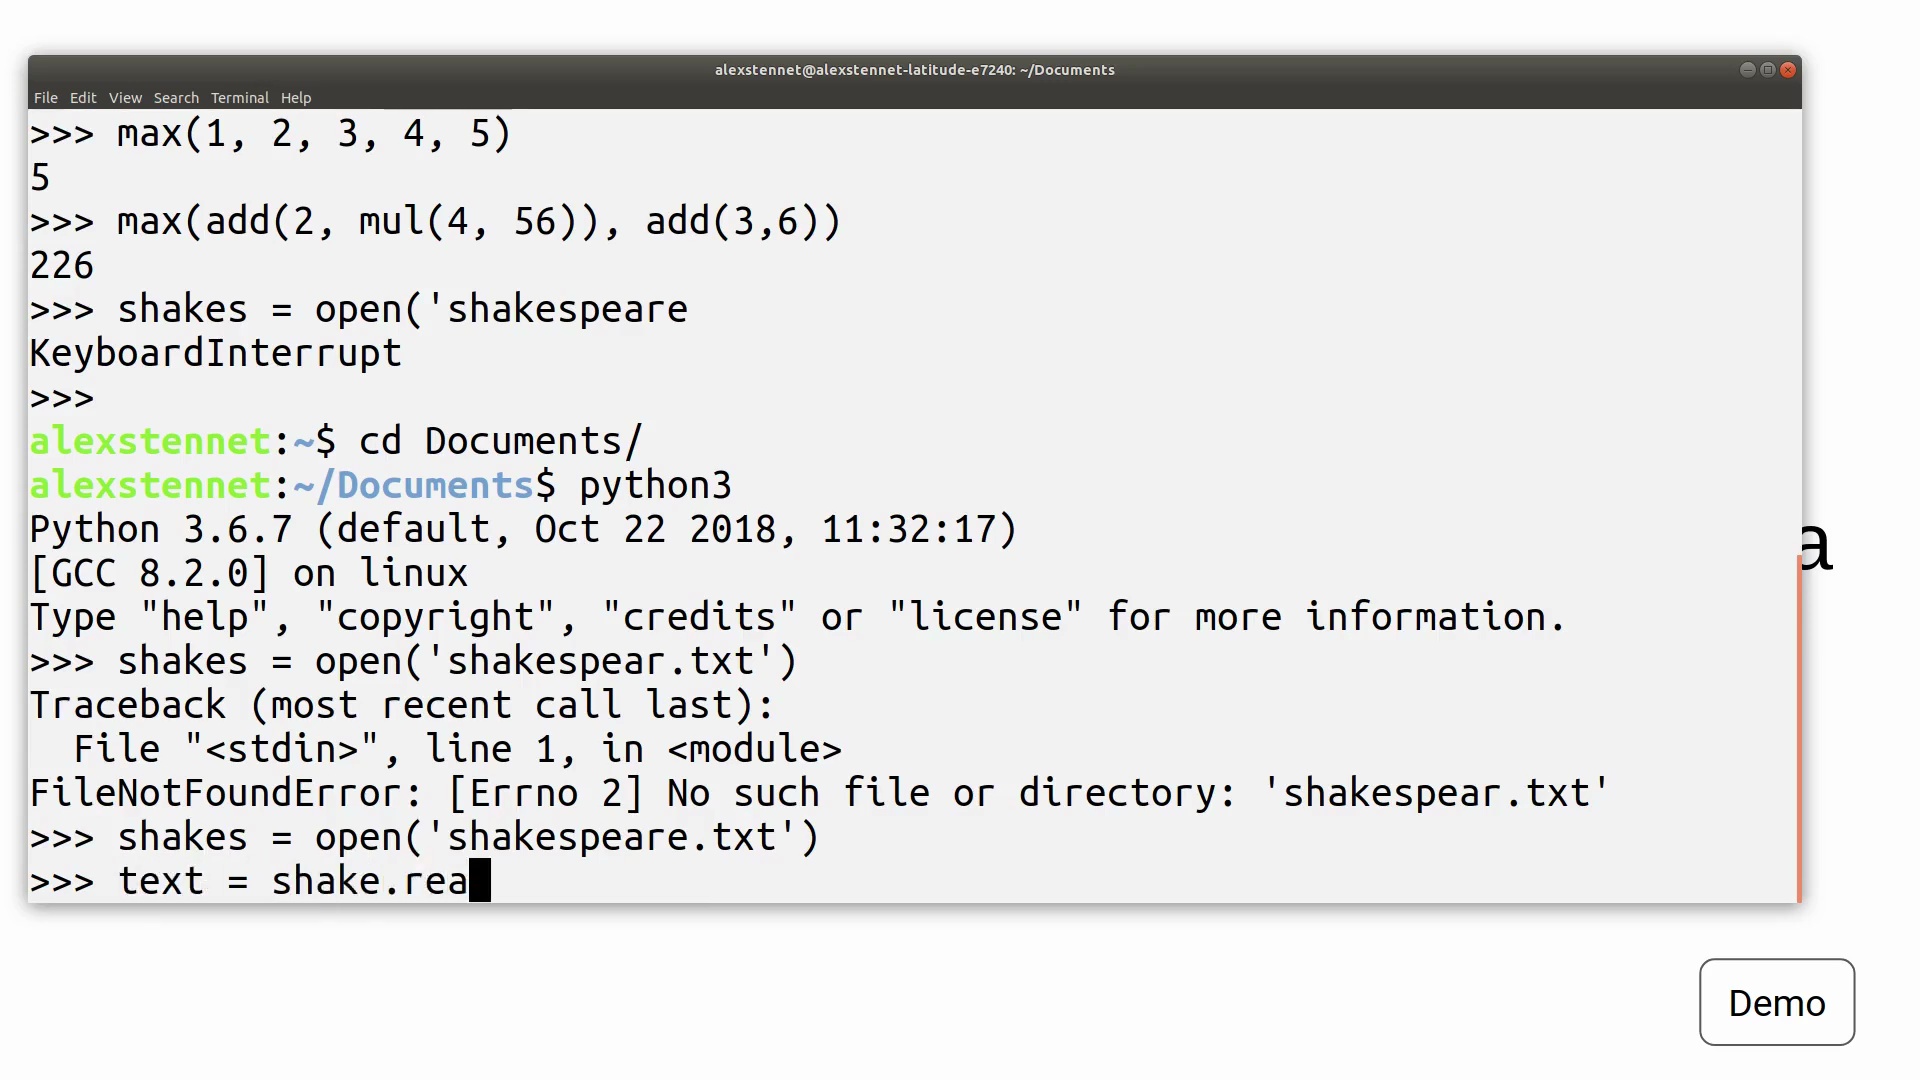 alexstennet@alexstennet-latitude-e7240: ~/Documents
File Edit View Search Terminal Help
>>> max(1, 2, 3, 4, 5)
5
>>> max(add(2, mul(4, 56)), add(3,6))
226
>>> shakes = open('shakespeare
KeyboardInterrupt
>>>
alexstennet:~$ cd Documents/
alexstennet:~/Documents$ python3
Python 3.6.7 (default, Oct 22 2018, 11:32:17)
[GCC 8.2.0] on linux
Type "help", "copyright", "credits" or "license" for more information.
>>> shakes = open('shakespear.txt')
Traceback (most recent call last):
  File "<stdin>", line 1, in <module>
FileNotFoundError: [Errno 2] No such file or directory: 'shakespear.txt'
>>> shakes = open('shakespeare.txt')
>>> text = shake.rea
a
Demo